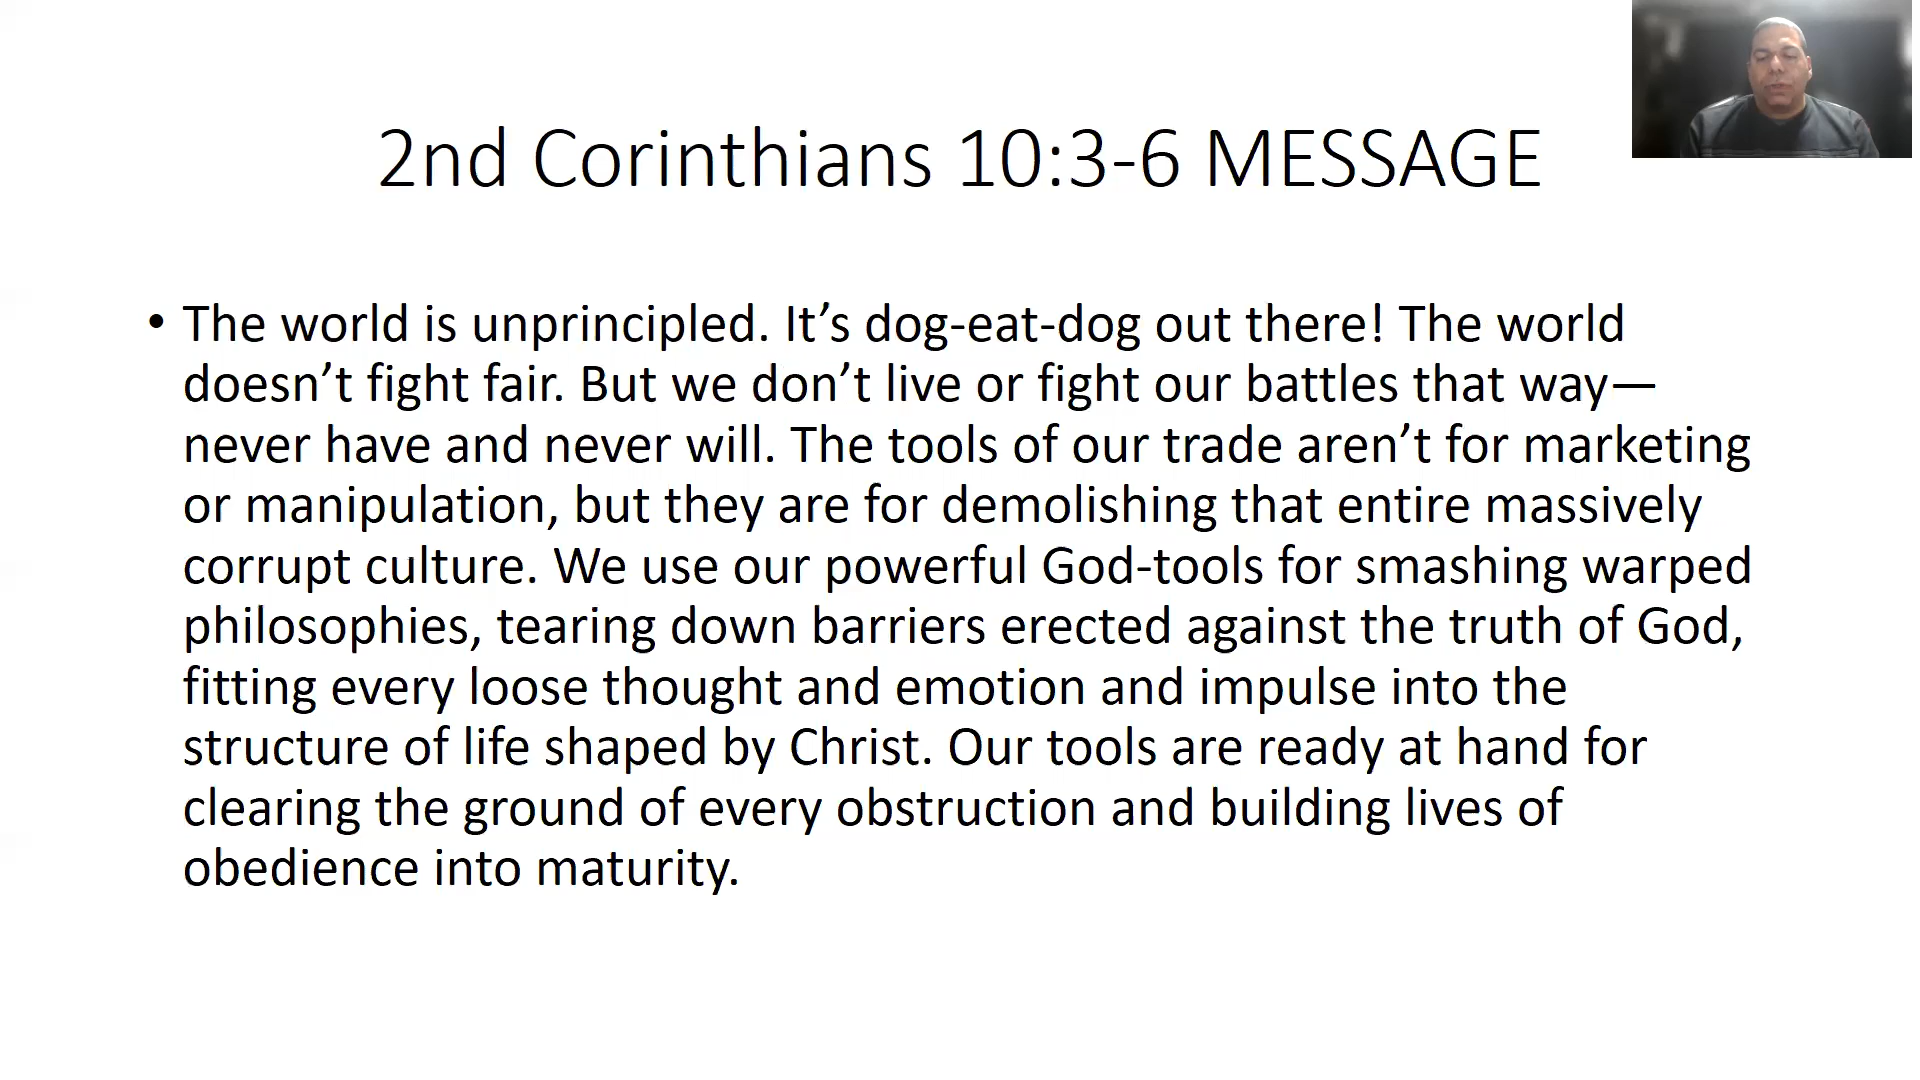 2nd Corinthians 10:3-6 MESSAGE
• The world is unprincipled. It’s dog-eat-dog out there! The world
doesn’t fight fair. But we don’t live or fight our battles that way—
never have and never will. The tools of our trade aren’t for marketing
or manipulation, but they are for demolishing that entire massively
corrupt culture. We use our powerful God-tools for smashing warped
philosophies, tearing down barriers erected against the truth of God,
fitting every loose thought and emotion and impulse into the
structure of life shaped by Christ. Our tools are ready at hand for
clearing the ground of every obstruction and building lives of
obedience into maturity.